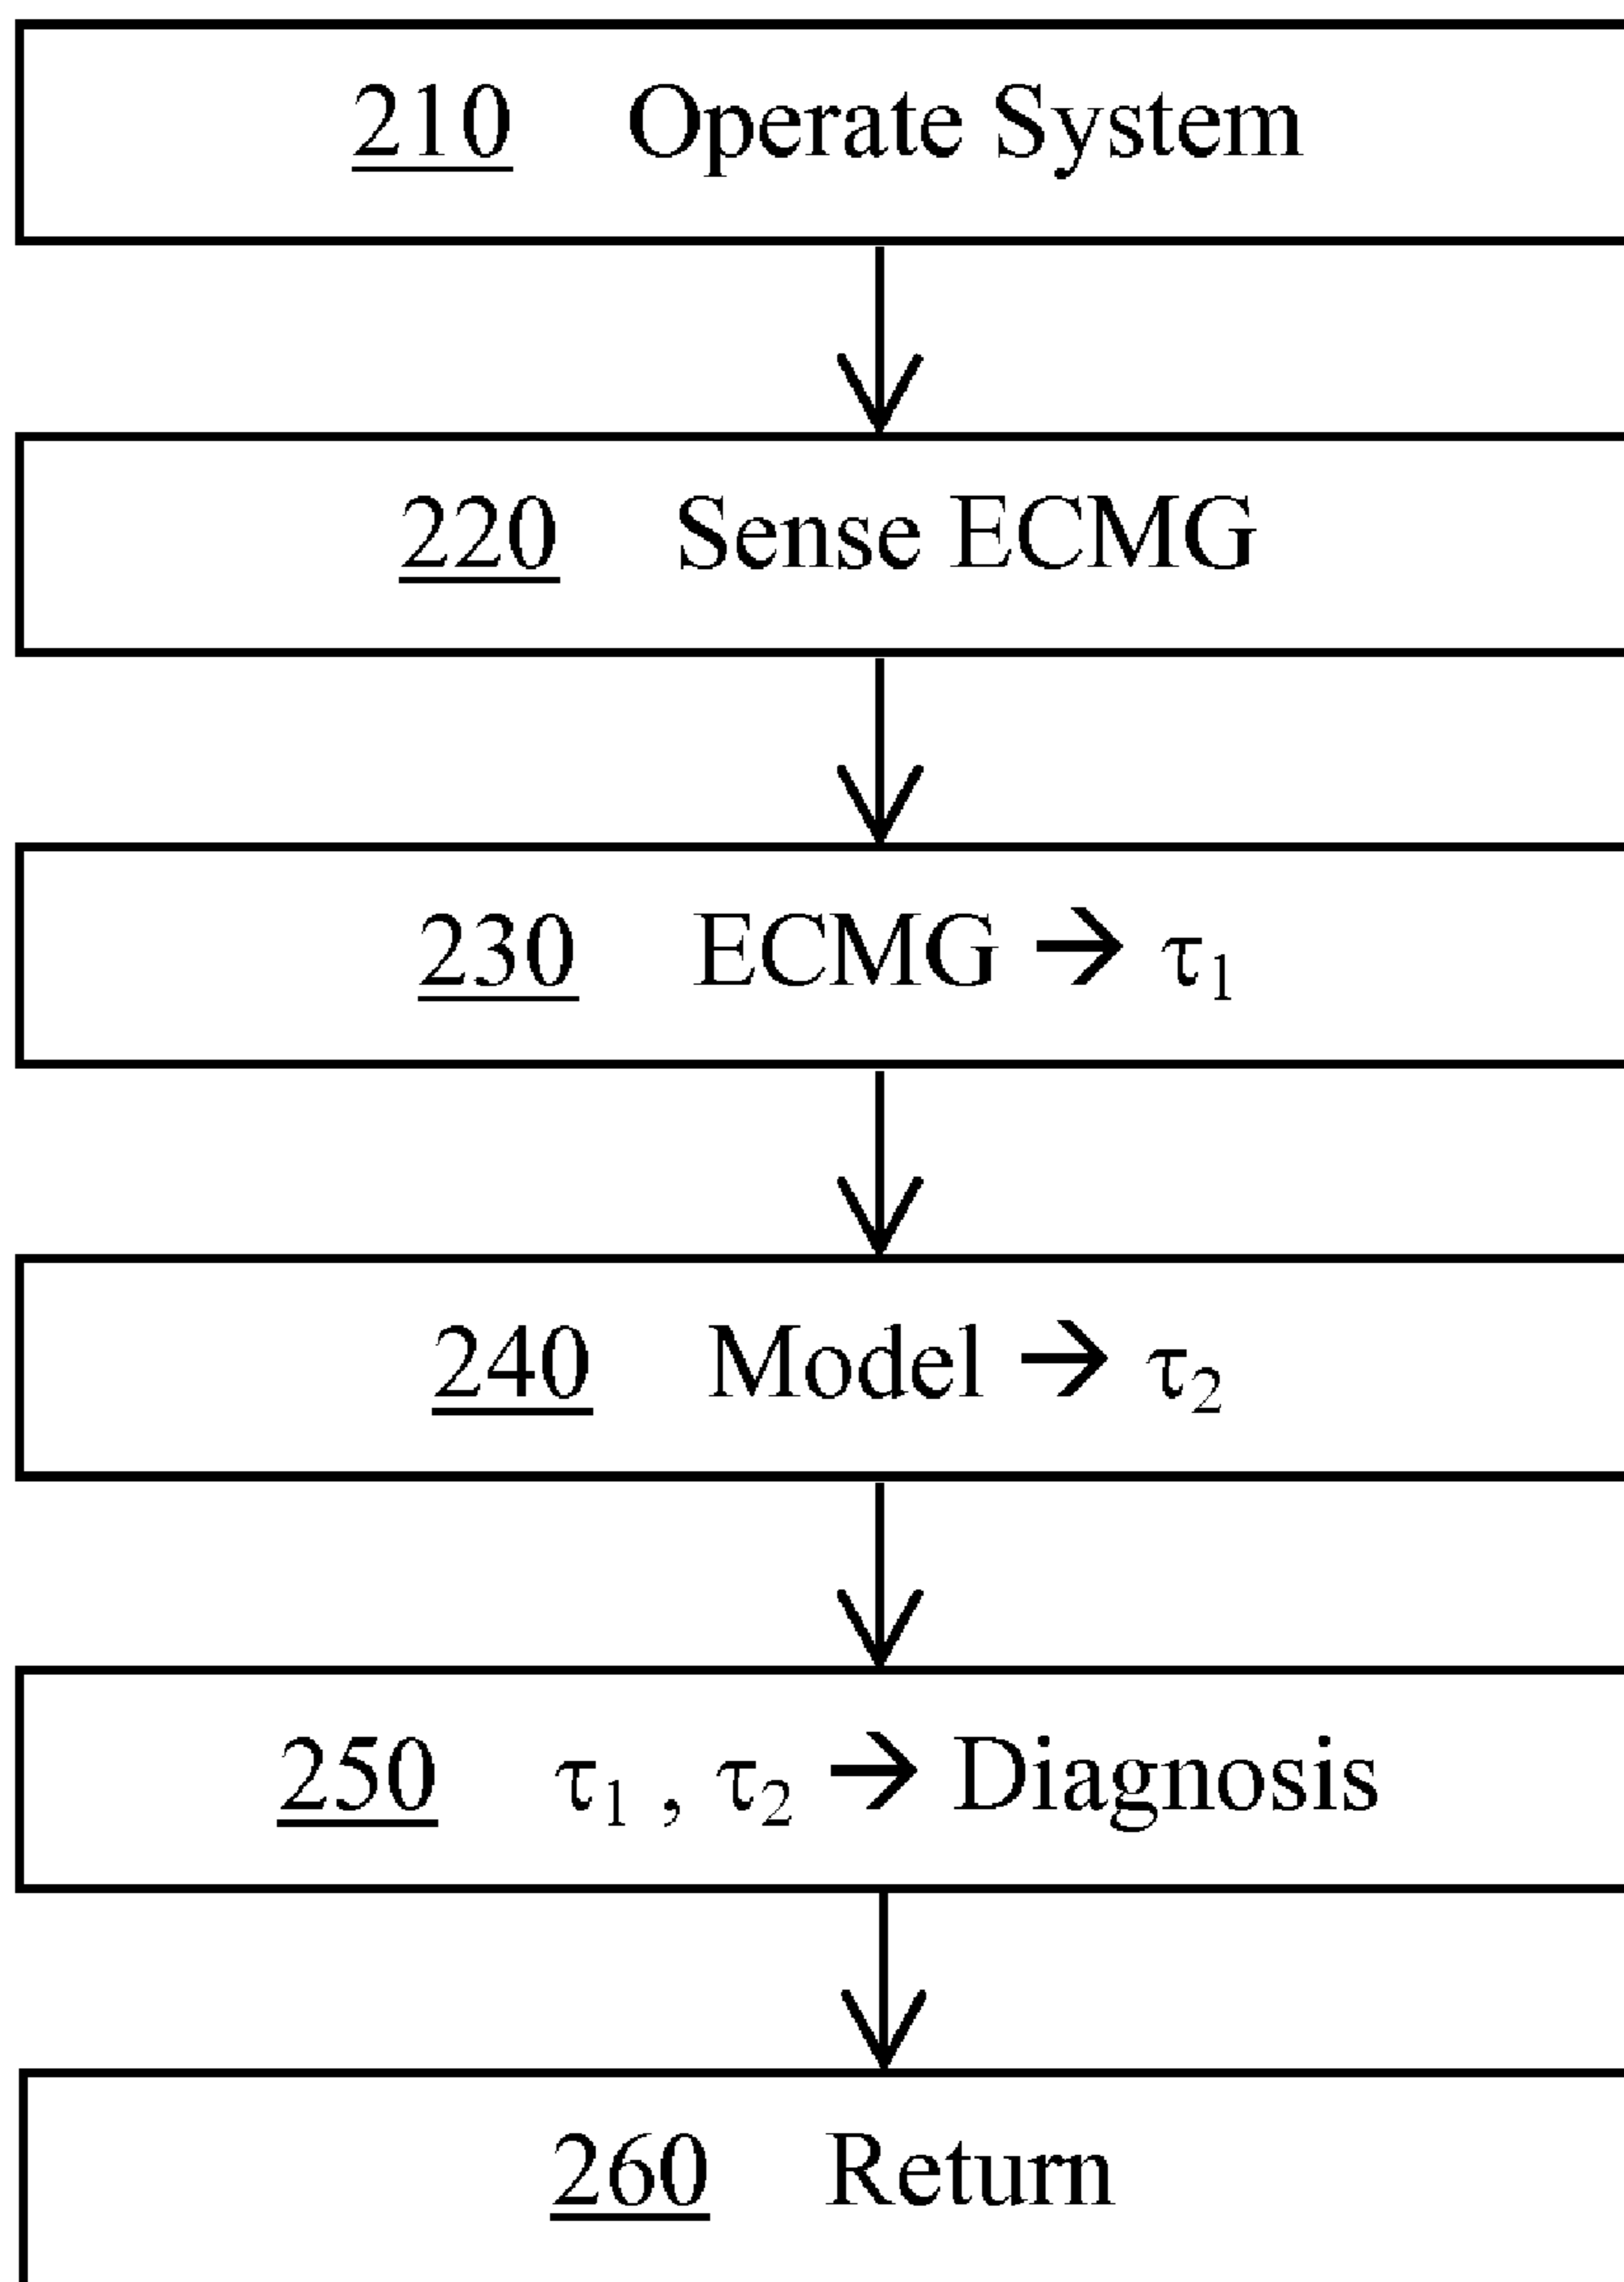 210 Operate System
220 Sense ECMG
230 ECMG → τ₁
240 Model → τ₂
250 τ₁ , τ₂ → Diagnosis
260 Return